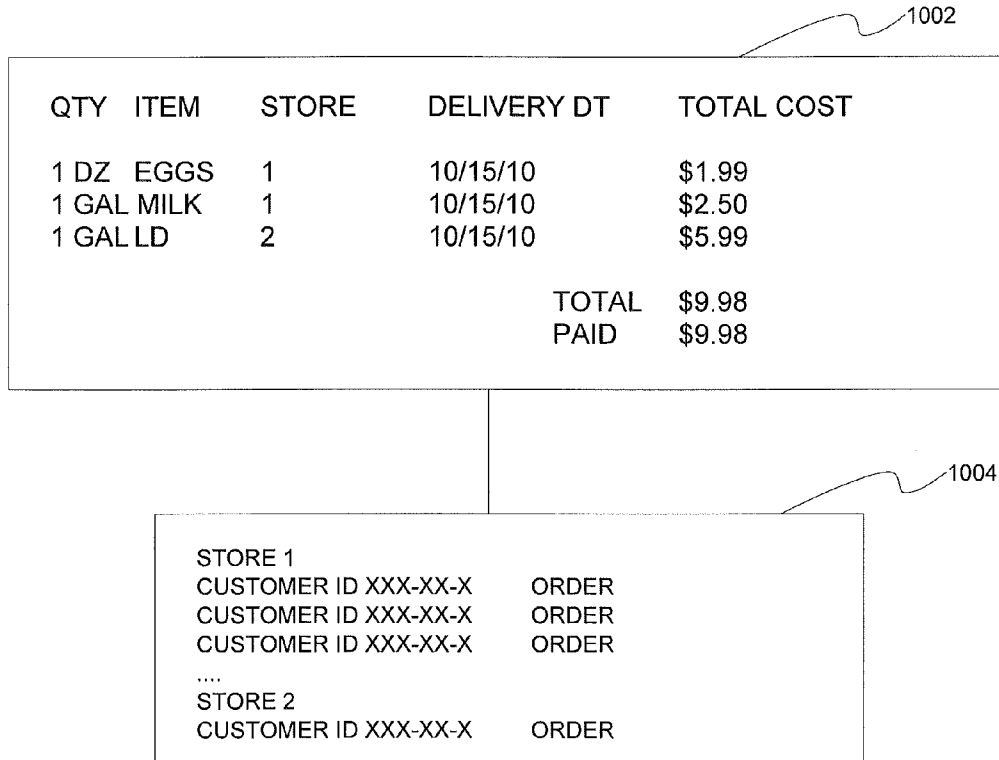 1002
QTY ITEM STORE DELIVERY DT TOTAL COST
1 DZ EGGS 1 10/15/10 $1.99
1 GAL MILK 1 10/15/10 $2.50
1 GAL LD 2 10/15/10 $5.99
TOTAL $9.98
PAID $9.98
1004
STORE 1
CUSTOMER ID XXX-XX-X ORDER
CUSTOMER ID XXX-XX-X ORDER
CUSTOMER ID XXX-XX-X ORDER
....
STORE 2
CUSTOMER ID XXX-XX-X ORDER